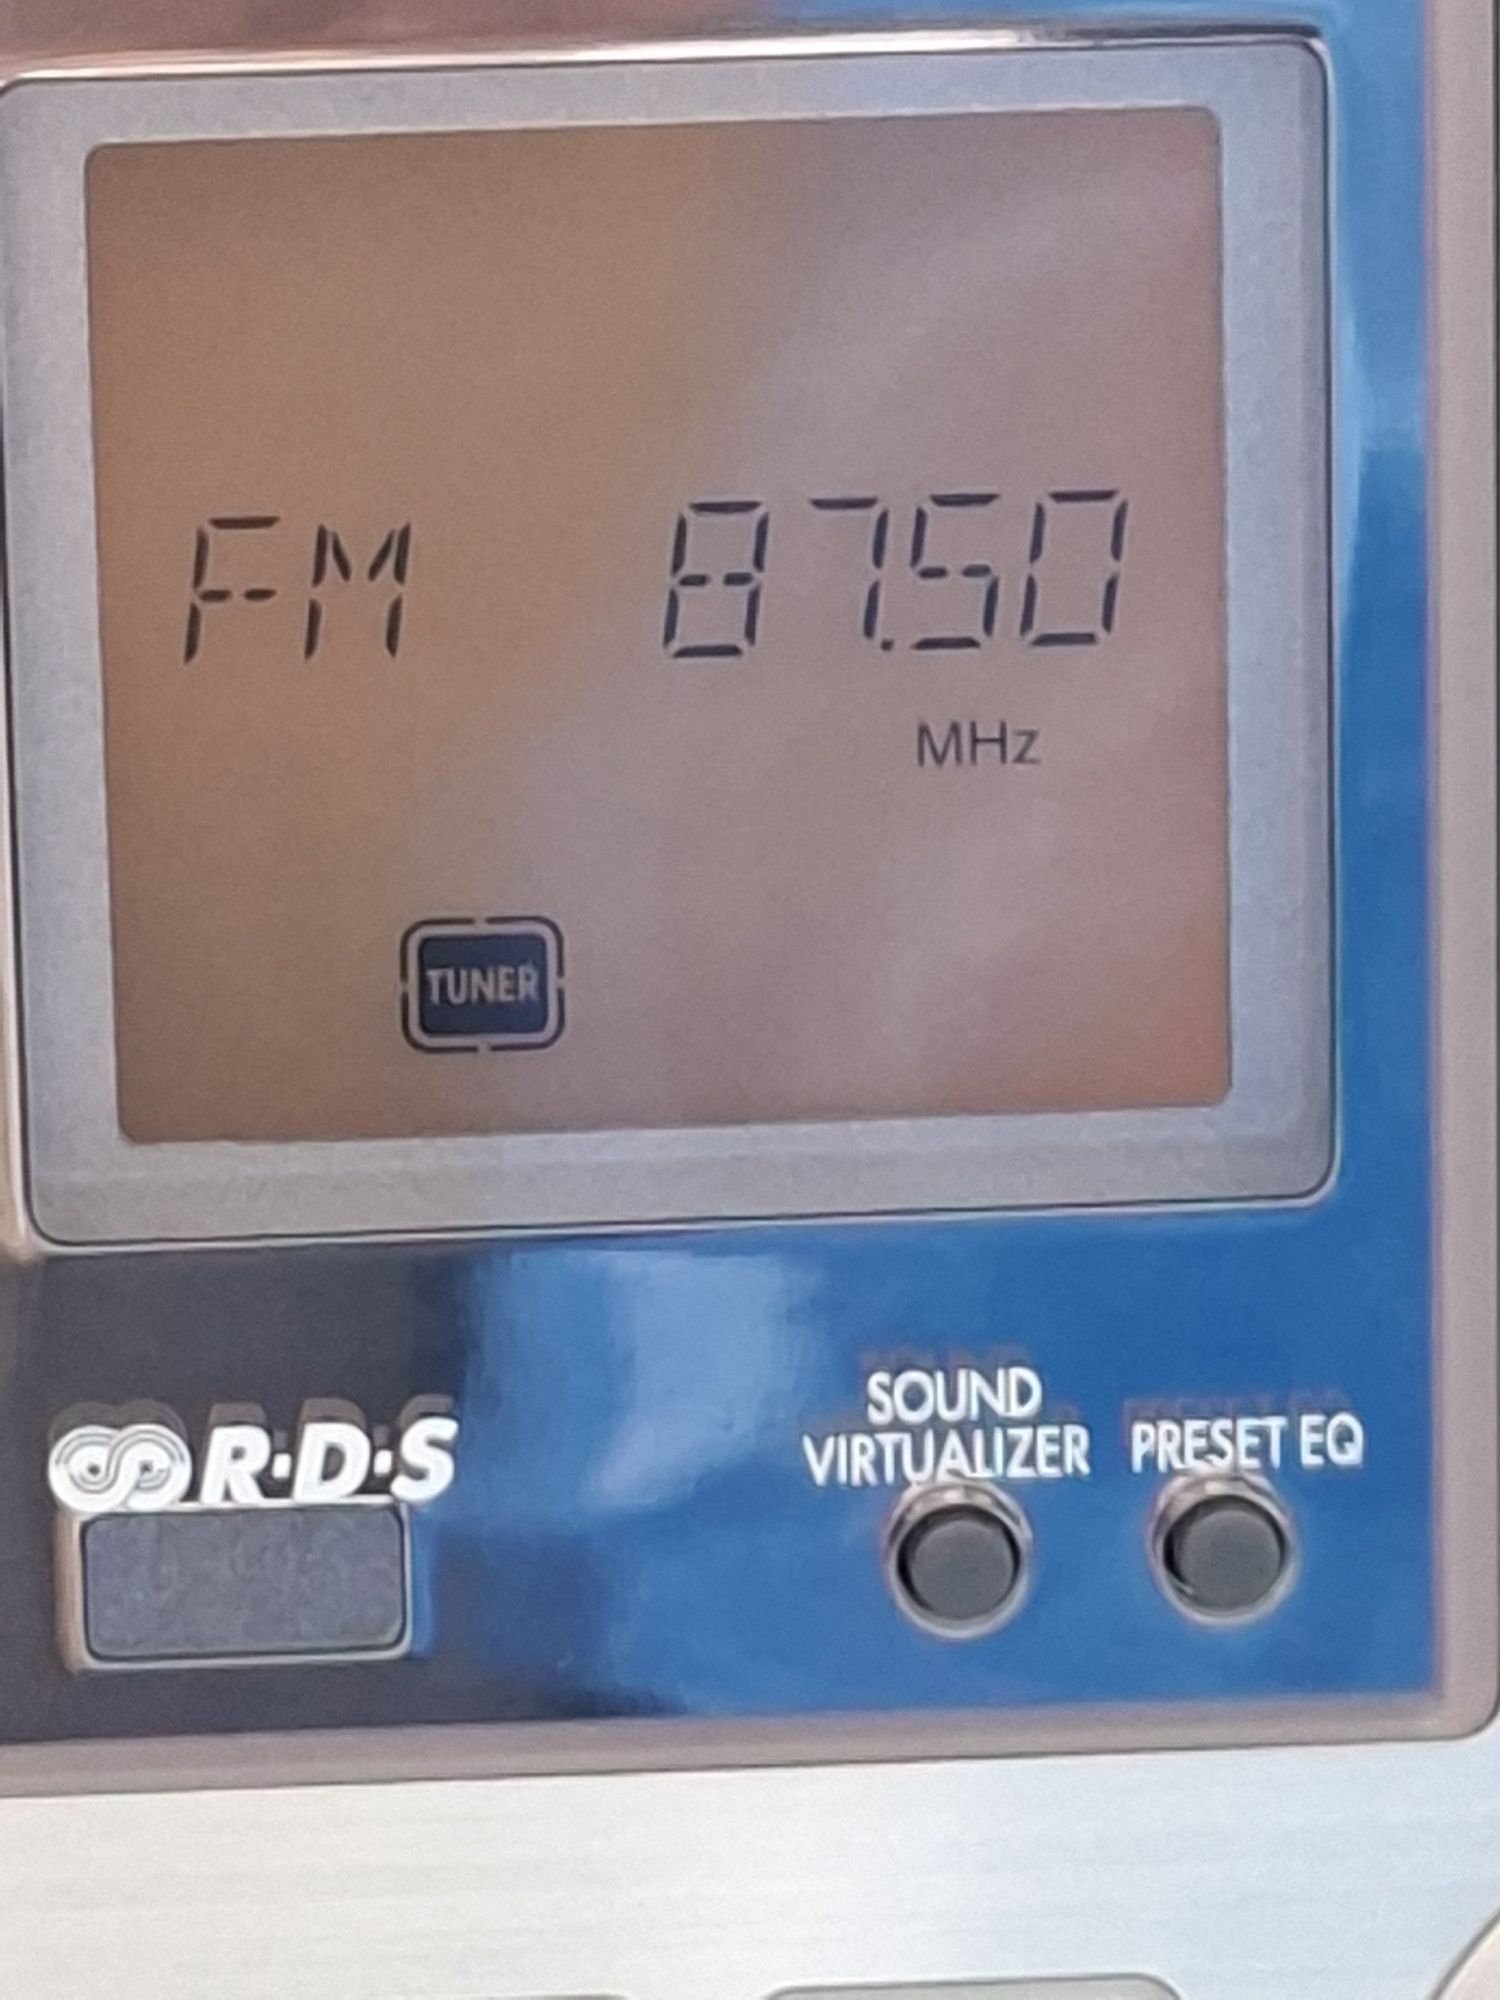 FM 87.50
MHz
TUNER
R·D·S
SOUND
VIRTUALIZER
PRESET EQ